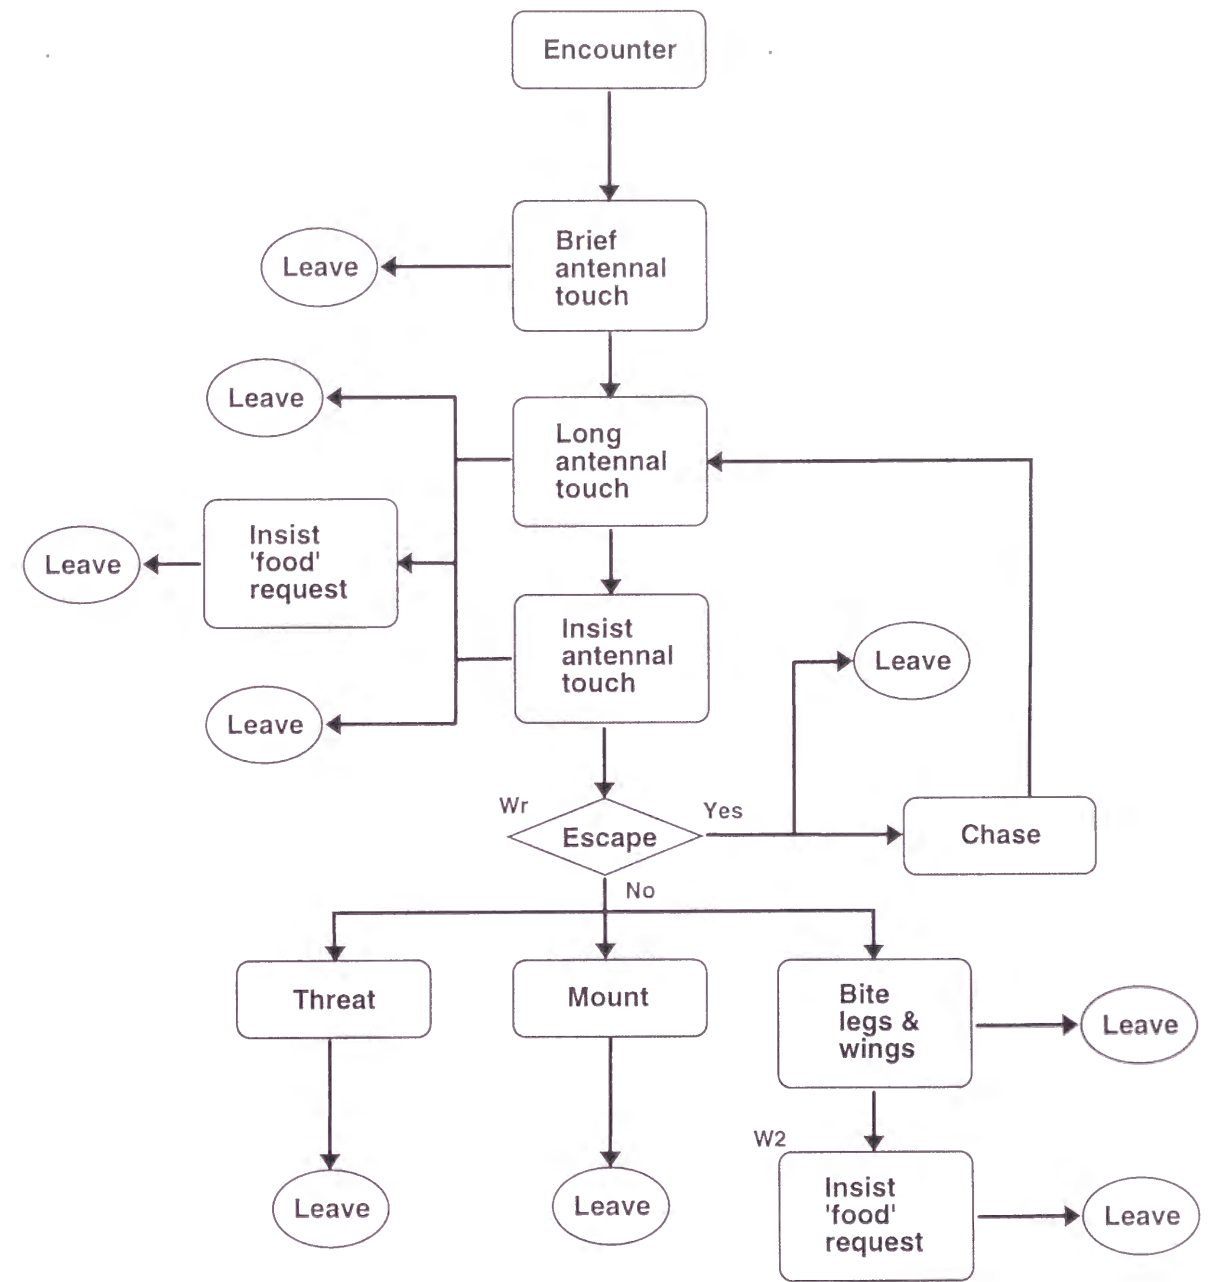 Encounter
Brief
antennal
touch
Leave
Leave
Long
antennal
touch
Leave
Insist
'food'
request
Insist
antennal
touch
Leave
Leave
Wr
Escape
Yes
Chase
No
Threat
Mount
Bite
legs &
wings
Leave
W2
Leave
Leave
Insist
'food'
request
Leave